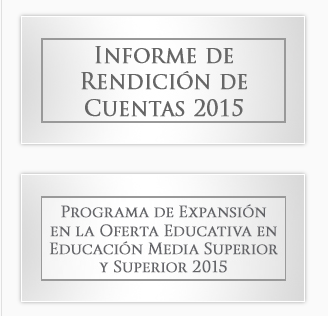 Informe de
Rendición de
Cuentas 2015
Programa de Expansión
en la Oferta Educativa en
Educación Media Superior
y Superior 2015